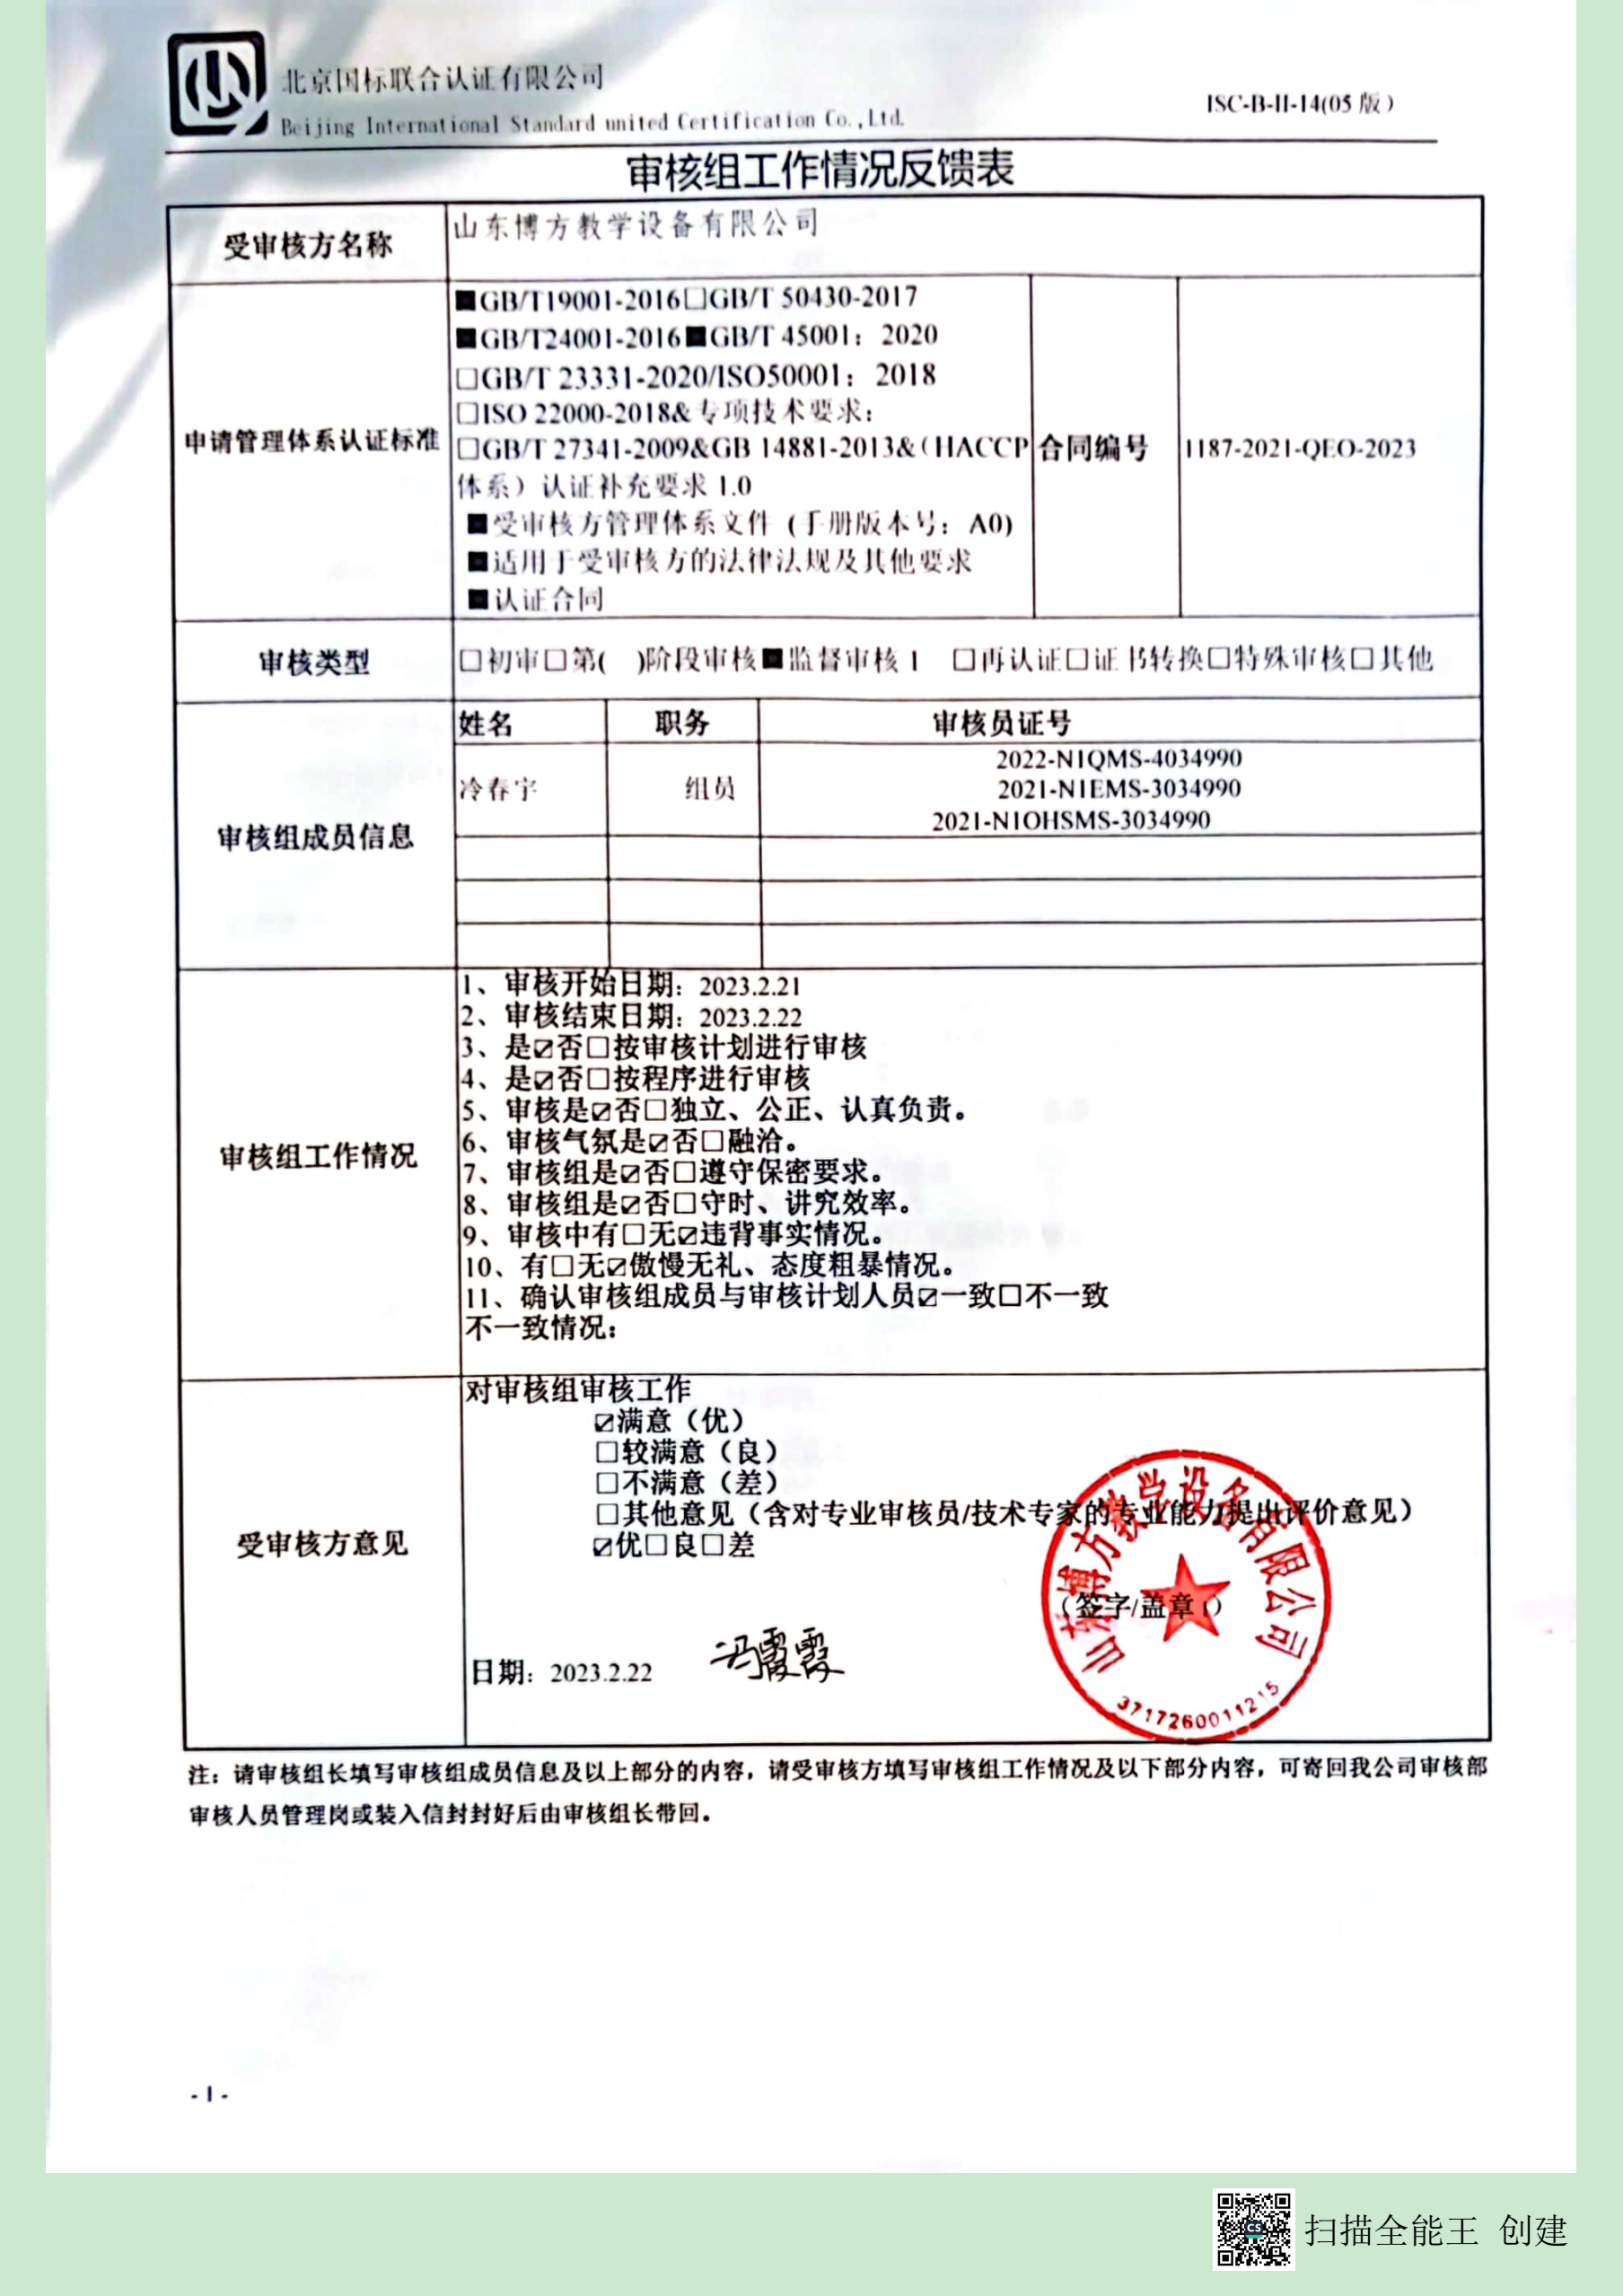 北京国标联合认证有限公司
Beijing International Standard united Certification Co.,Ltd.
ISC-B-II-14(05 版)
审核组工作情况反馈表
受审核方名称
山东博方教学设备有限公司
申请管理体系认证标准
■GB/T19001-2016□GB/T 50430-2017
■GB/T24001-2016■GB/T 45001：2020
□GB/T 23331-2020/ISO50001：2018
□ISO 22000-2018&专项技术要求：
□GB/T 27341-2009&GB 14881-2013&（HACCP
体系）认证补充要求 1.0
■受审核方管理体系文件 (手册版本号：A0)
■适用于受审核方的法律法规及其他要求
■认证合同
合同编号
1187-2021-QEO-2023
审核类型
□初审□第( )阶段审核■监督审核 1 □再认证□证书转换□特殊审核□其他
审核组成员信息
姓名 职务 审核员证号
冷春宇 组员
2022-N1QMS-4034990
2021-N1EMS-3034990
2021-N1OHSMS-3034990
审核组工作情况
1、审核开始日期：2023.2.21
2、审核结束日期：2023.2.22
3、是☑否□按审核计划进行审核
4、是☑否□按程序进行审核
5、审核是☑否□独立、公正、认真负责。
6、审核气氛是☑否□融洽。
7、审核组是☑否□遵守保密要求。
8、审核组是☑否□守时、讲究效率。
9、审核中有□无☑违背事实情况。
10、有□无☑傲慢无礼、态度粗暴情况。
11、确认审核组成员与审核计划人员☑一致□不一致
不一致情况：
受审核方意见
对审核组审核工作
☑满意（优）
□较满意（良）
□不满意（差）
□其他意见（含对专业审核员/技术专家的专业能力提出评价意见）
☑优□良□差
（签字/盖章）
山东博方教学设备有限公司
3717260011215
日期：2023.2.22 冯霞霞
注：请审核组长填写审核组成员信息及以上部分的内容，请受审核方填写审核组工作情况及以下部分内容，可寄回我公司审核部
审核人员管理岗或装入信封封好后由审核组长带回。
- 1 -
CS
扫描全能王 创建